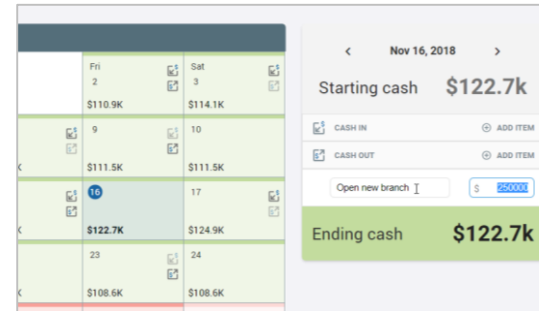 Nov 16, 2018
Starting cash $122.7k
CASH IN ADD ITEM
CASH OUT ADD ITEM
Open new branch $ 250000
Ending cash $122.7k
Fri Sat
2 3
$110.9K $114.1K
9 10
$111.5K $111.5K
16 17
$122.7K $124.9K
23 24
$108.6K $108.6K